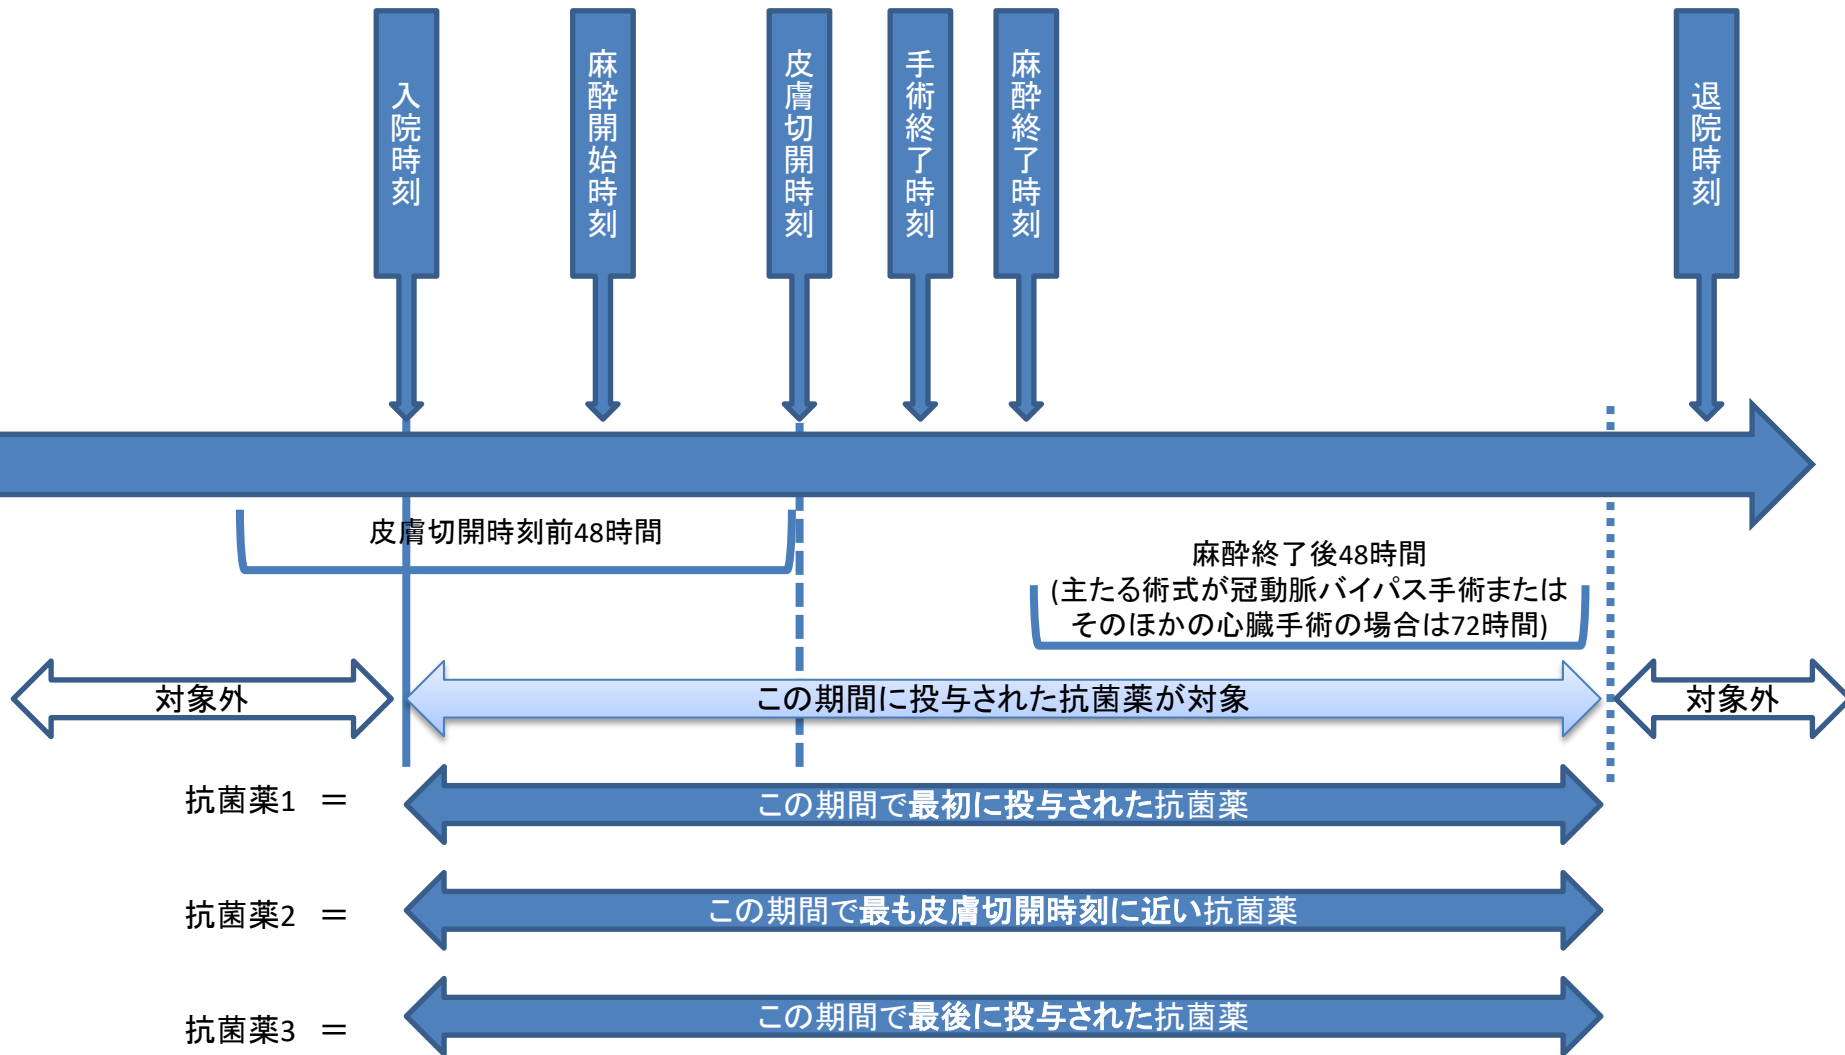 入院時刻
麻酔開始時刻
皮膚切開時刻
手術終了時刻
麻酔終了時刻
退院時刻
皮膚切開時刻前48時間
麻酔終了後48時間
(主たる術式が冠動脈バイパス手術または
そのほかの心臓手術の場合は72時間)
対象外
この期間に投与された抗菌薬が対象
対象外
抗菌薬1 ＝
この期間で最初に投与された抗菌薬
抗菌薬2 ＝
この期間で最も皮膚切開時刻に近い抗菌薬
抗菌薬3 ＝
この期間で最後に投与された抗菌薬